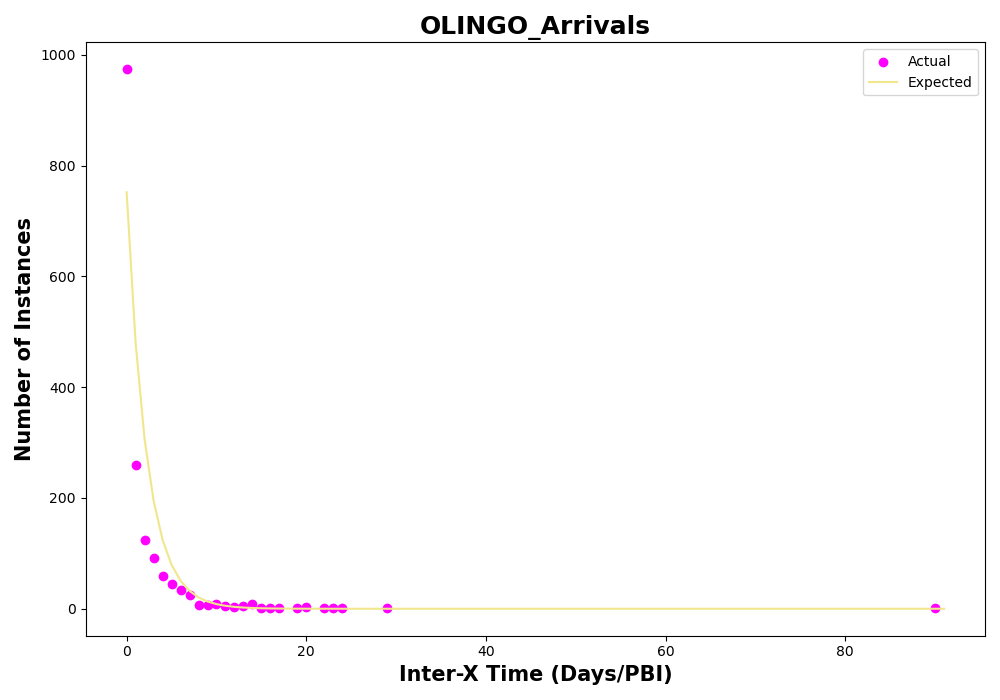 OLINGO_Arrivals
Actual
Expected
1000
800
600
400
200
0
Number of Instances
0 20 40 60 80
Inter-X Time (Days/PBI)